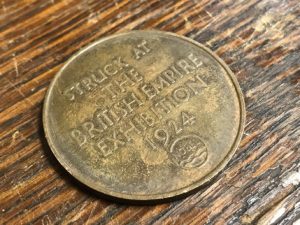 STRUCK AT
THE
BRITISH EMPIRE
EXHIBITION
1924